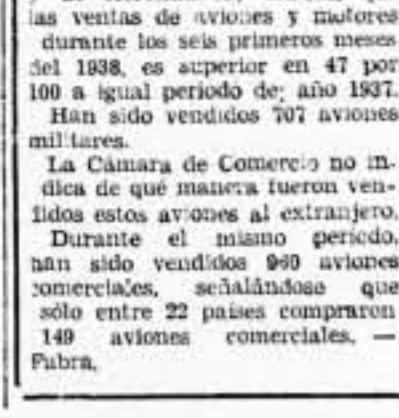 las ventas de aviones y motores
durante los seis primeros meses
del 1938, es superior en 47 por
100 a igual periodo de; año 1937.
Han sido vendidos 707 aviones
militares.
La Cámara de Comercio no in-
dica de qué manera fueron ven-
didos estos aviones al extranjero.
Durante el mismo período,
han sido vendidos 960 aviones
comerciales, señalándose que
sólo entre 22 países compraron
149 aviones comerciales. —
Fabra.